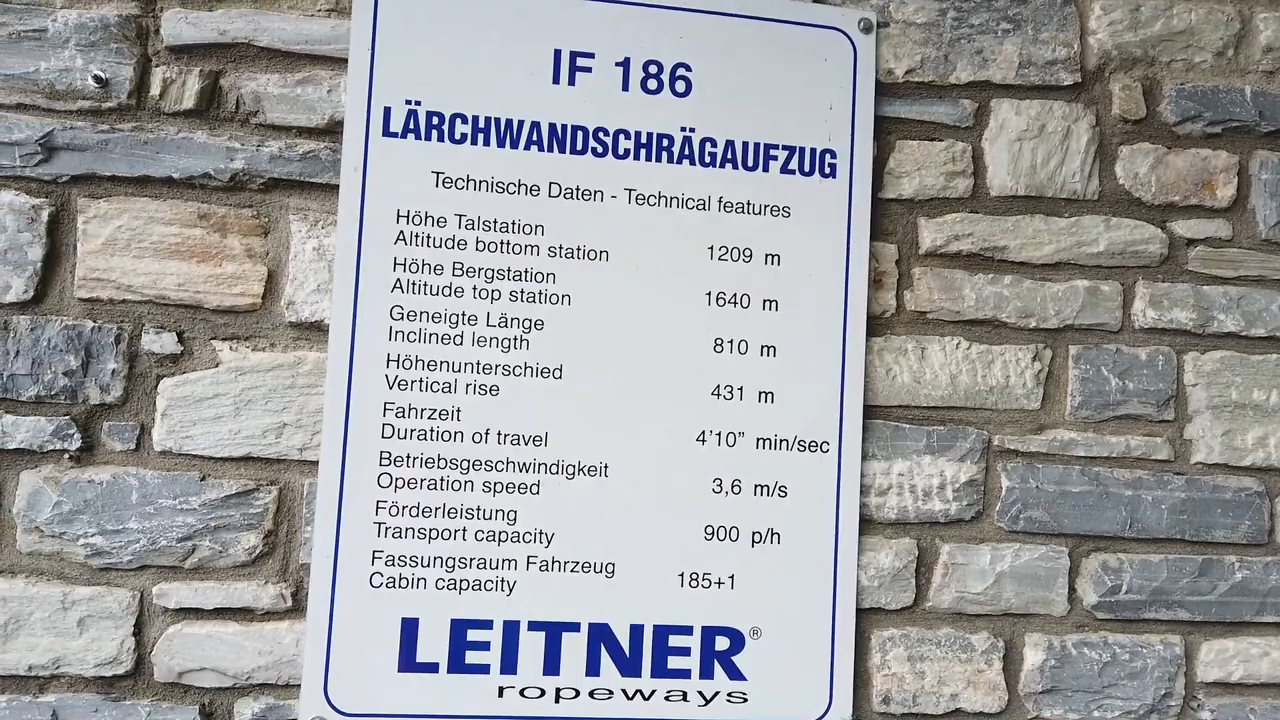 IF 186
LÄRCHWANDSCHRÄGAUFZUG
Technische Daten - Technical features
Höhe Talstation
Altitude bottom station 1209 m
Höhe Bergstation
Altitude top station 1640 m
Geneigte Länge
Inclined length 810 m
Höhenunterschied
Vertical rise 431 m
Fahrzeit
Duration of travel 4'10" min/sec
Betriebsgeschwindigkeit
Operation speed 3,6 m/s
Förderleistung
Transport capacity 900 p/h
Fassungsraum Fahrzeug
Cabin capacity 185+1
LEITNER®
ropeways